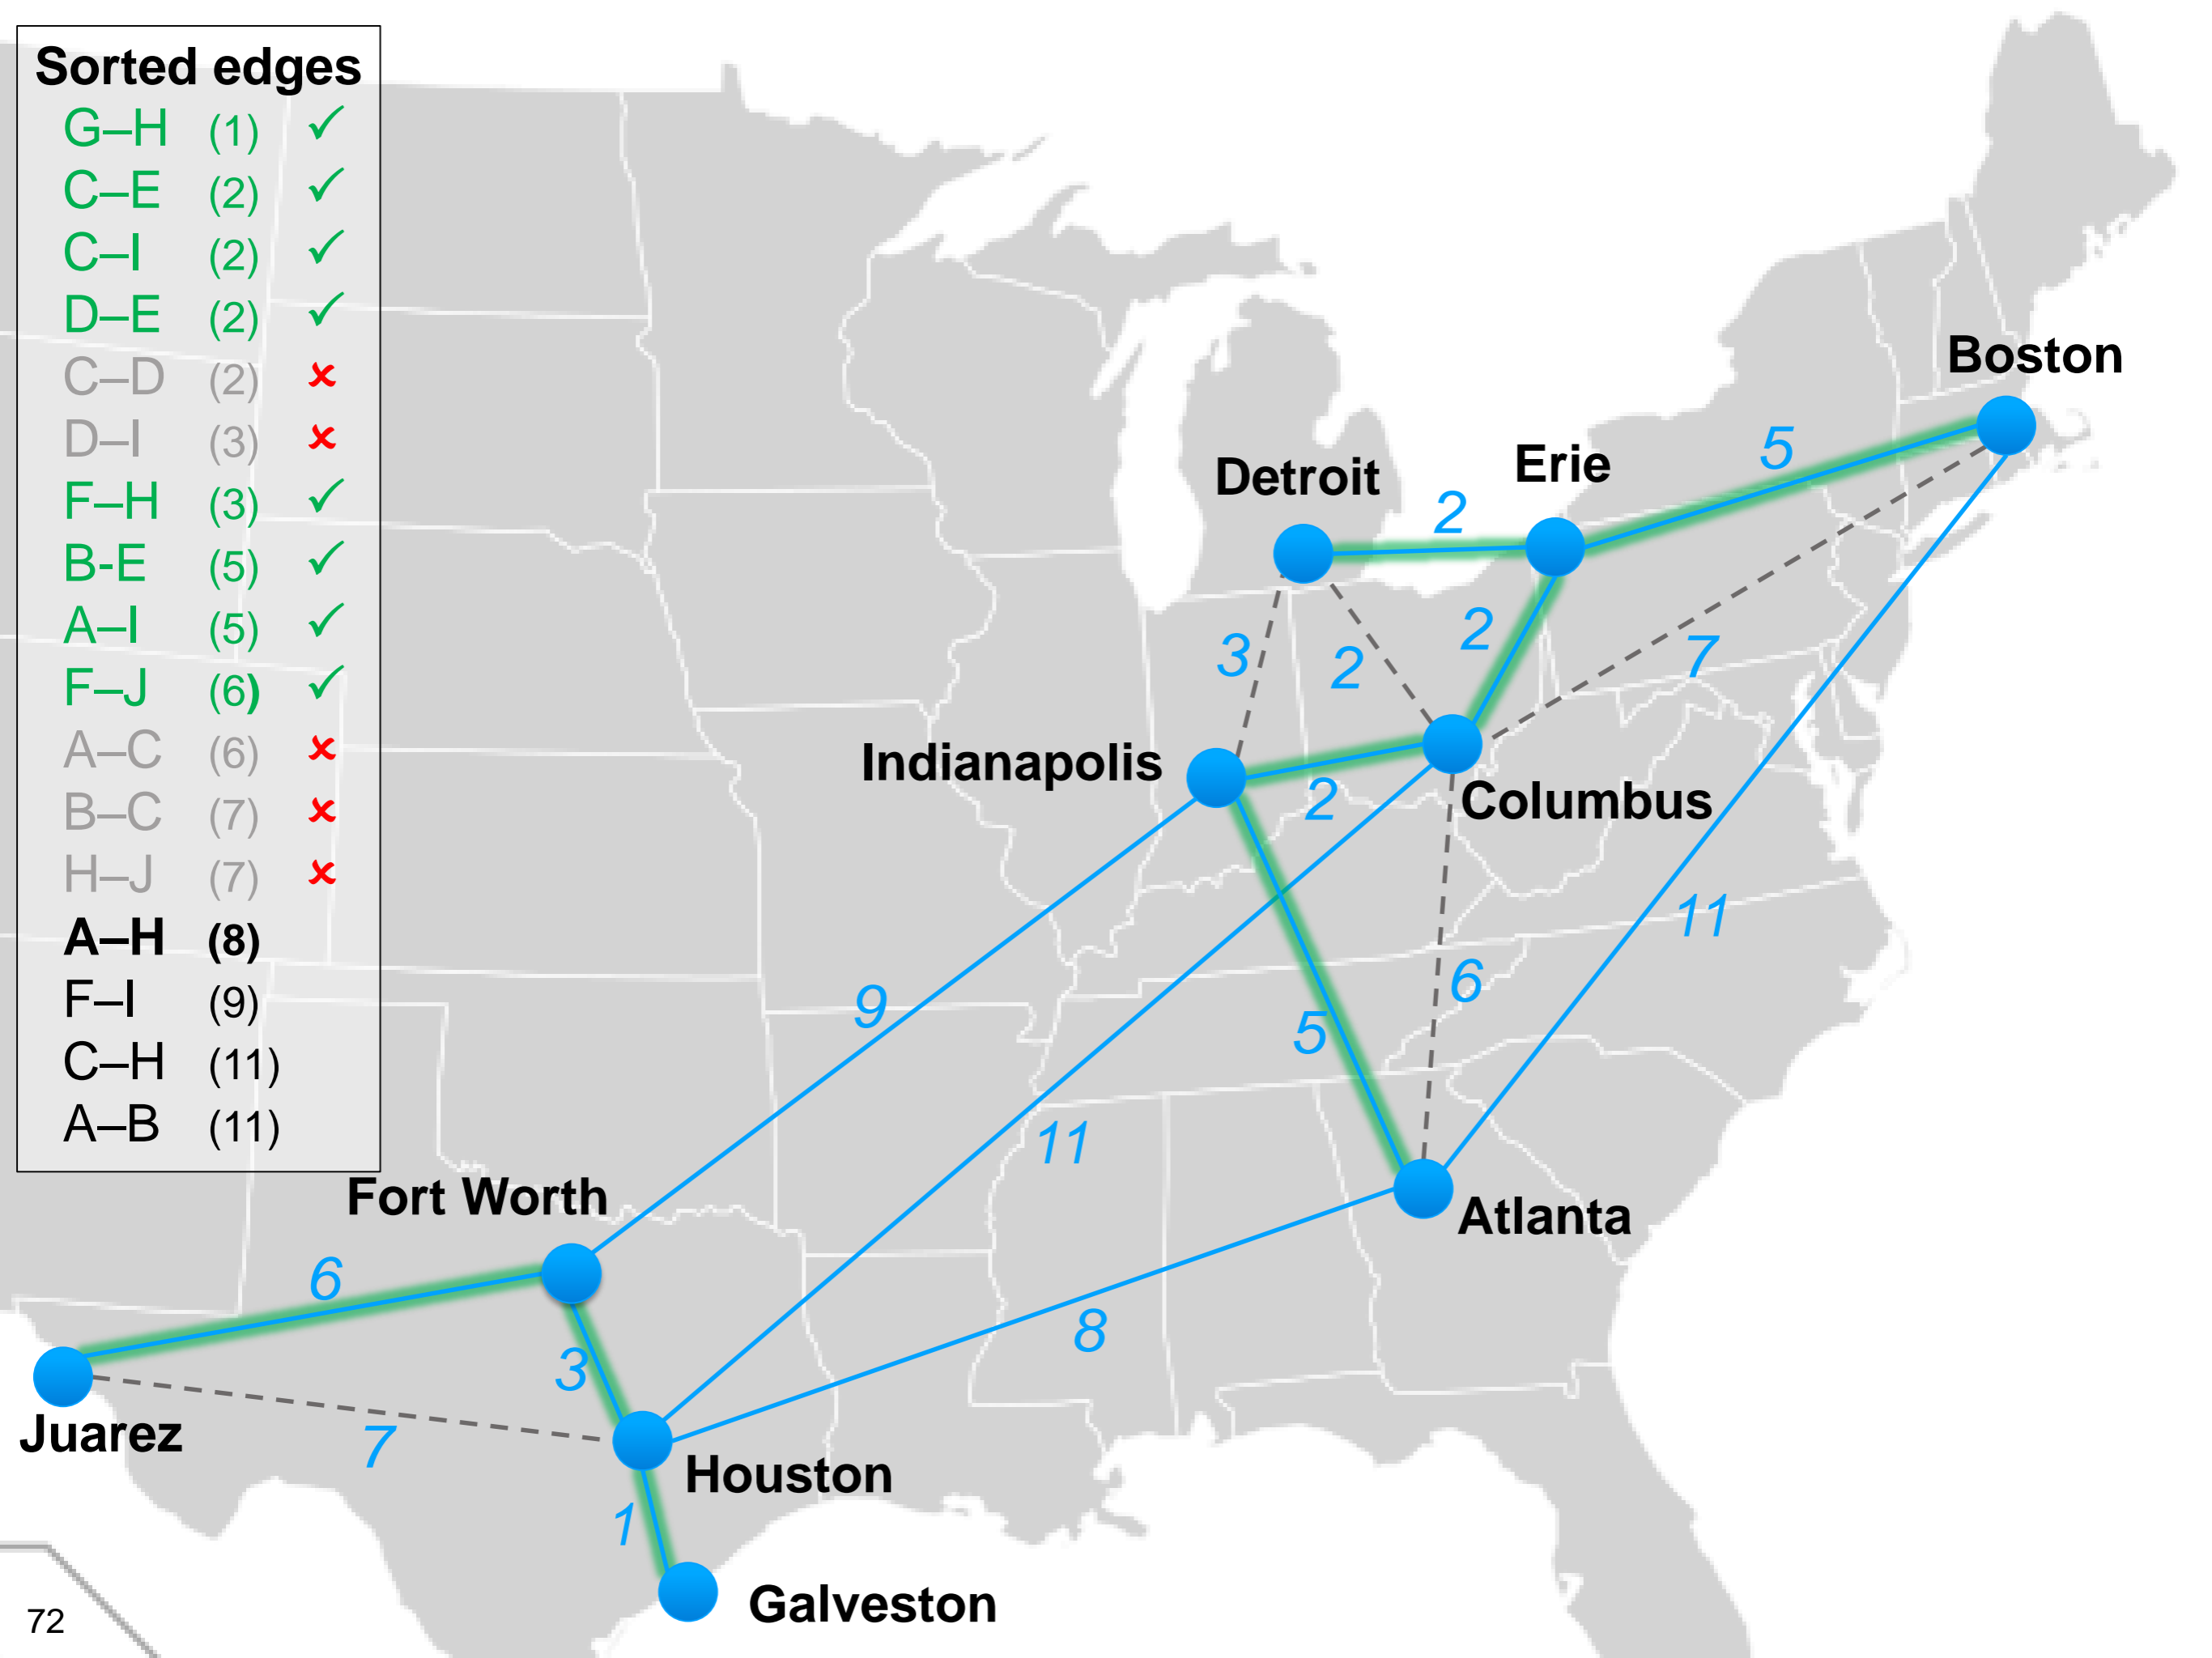 Sorted edges
G–H (1) ✓
C–E (2) ✓
C–I (2) ✓
D–E (2) ✓
C–D (2) ✘
D–I (3) ✘
F–H (3) ✓
B-E (5) ✓
A–I (5) ✓
F–J (6) ✓
A–C (6) ✘
B–C (7) ✘
H–J (7) ✘
A–H (8)
F–I (9)
C–H (11)
A–B (11)
Boston
Erie
5
Detroit
2
2
3
2
7
Indianapolis
2
Columbus
11
6
9
5
11
Fort Worth
Atlanta
6
8
3
Juarez
7
Houston
1
Galveston
72